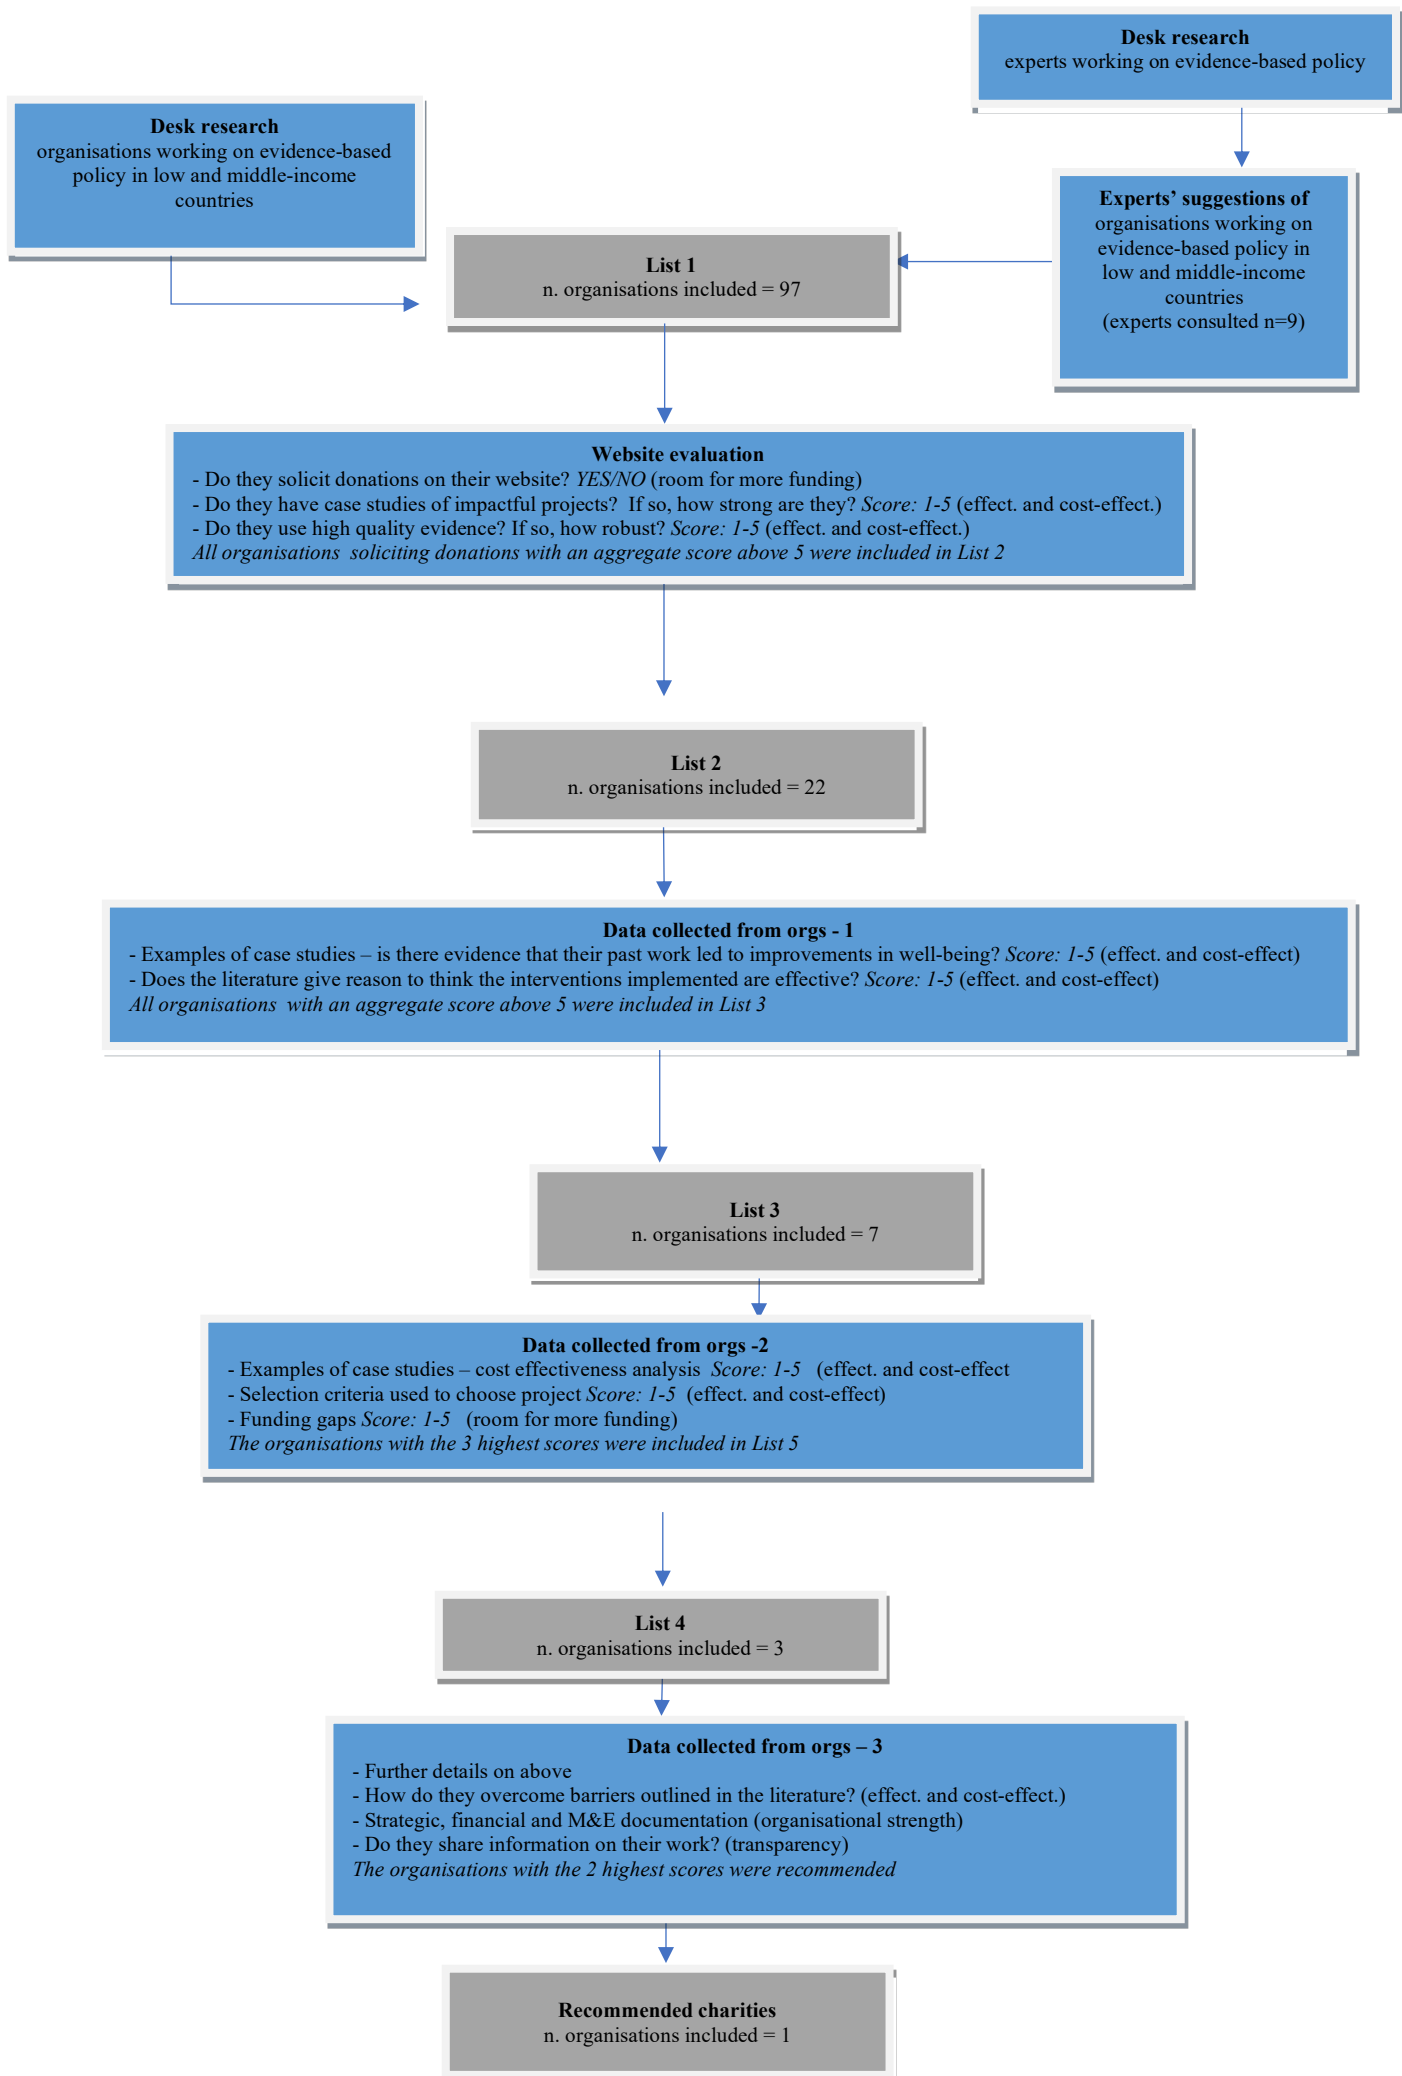 Desk research
experts working on evidence-based policy
Desk research
organisations working on evidence-based
policy in low and middle-income
countries
Experts’ suggestions of
organisations working on
evidence-based policy in
low and middle-income
countries
(experts consulted n=9)
List 1
n. organisations included = 97
Website evaluation
- Do they solicit donations on their website? YES/NO (room for more funding)
- Do they have case studies of impactful projects?  If so, how strong are they? Score: 1-5 (effect. and cost-effect.)
- Do they use high quality evidence? If so, how robust? Score: 1-5 (effect. and cost-effect.)
All organisations  soliciting donations with an aggregate score above 5 were included in List 2
List 2
n. organisations included = 22
Data collected from orgs - 1
- Examples of case studies – is there evidence that their past work led to improvements in well-being? Score: 1-5 (effect. and cost-effect)
- Does the literature give reason to think the interventions implemented are effective? Score: 1-5 (effect. and cost-effect)
All organisations  with an aggregate score above 5 were included in List 3
List 3
n. organisations included = 7
Data collected from orgs -2
- Examples of case studies – cost effectiveness analysis  Score: 1-5   (effect. and cost-effect
- Selection criteria used to choose project Score: 1-5  (effect. and cost-effect)
- Funding gaps Score: 1-5   (room for more funding)
The organisations with the 3 highest scores were included in List 5
List 4
n. organisations included = 3
Data collected from orgs – 3
- Further details on above
- How do they overcome barriers outlined in the literature? (effect. and cost-effect.)
- Strategic, financial and M&E documentation (organisational strength)
- Do they share information on their work? (transparency)
The organisations with the 2 highest scores were recommended
Recommended charities
n. organisations included = 1